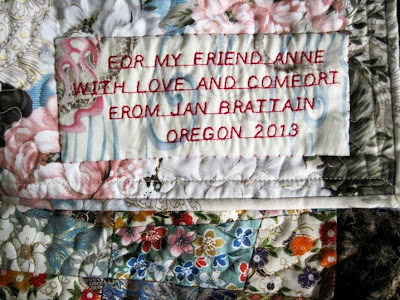 FOR MY FRIEND ANNE
WITH LOVE AND COMFORT
FROM JAN BRATTAIN
OREGON 2013